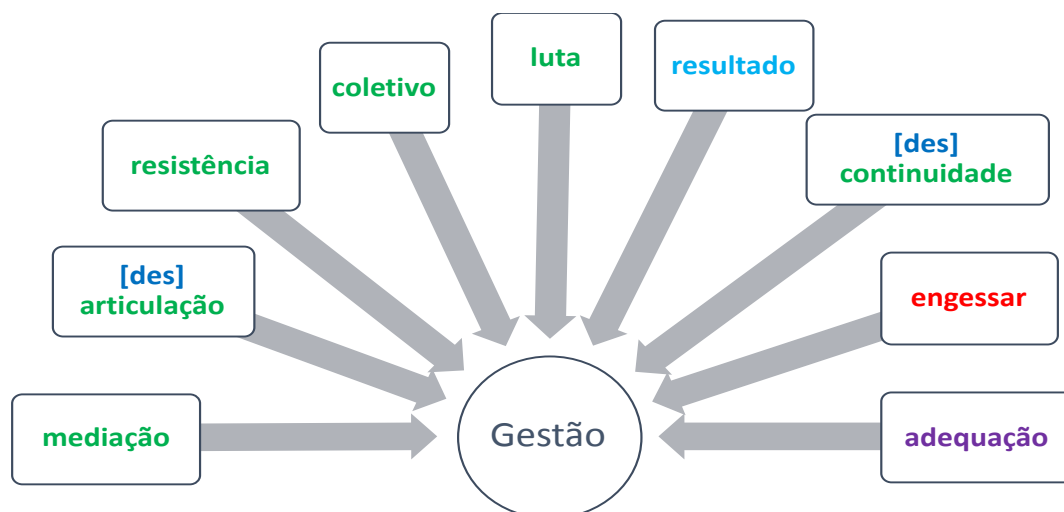 luta
resultado
coletivo
[des]
continuidade
resistência
[des]
articulação
engessar
mediação
Gestão
adequação